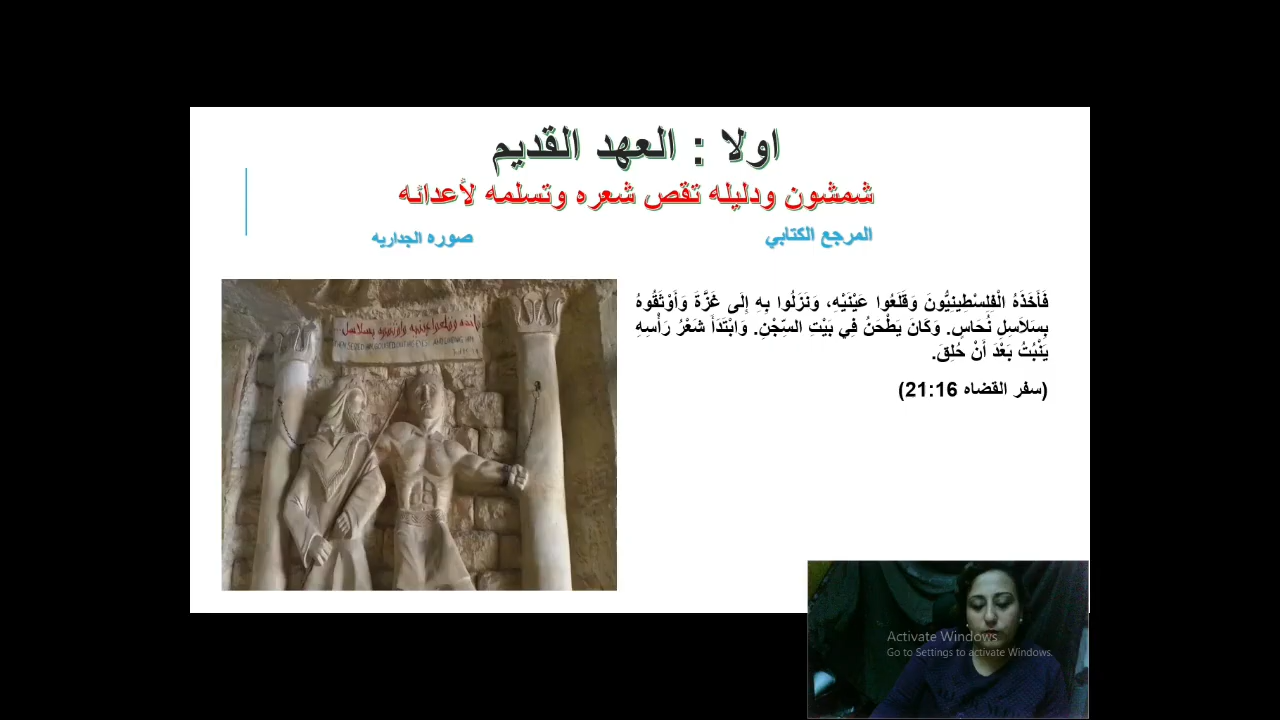 اولا : العهد القديم
شمشون ودليله تقص شعره وتسلمه لأعدائه
المرجع الكتابي
صوره الجداريه
فَأَخَذَهُ الْفِلِسْطِينِيُّونَ وَقَلَعُوا عَيْنَيْهِ، وَنَزَلُوا بِهِ إِلَى غَزَّةَ وَأَوْثَقُوهُ
بِسَلاَسِلِ نُحَاسٍ. وَكَانَ يَطْحَنُ فِي بَيْتِ السِّجْنِ. وَابْتَدَأَ شَعْرُ رَأْسِهِ
يَنْبُتُ بَعْدَ أَنْ حُلِقَ.
(سفر القضاه 21:16)
Activate Windows
Go to Settings to activate Windows.